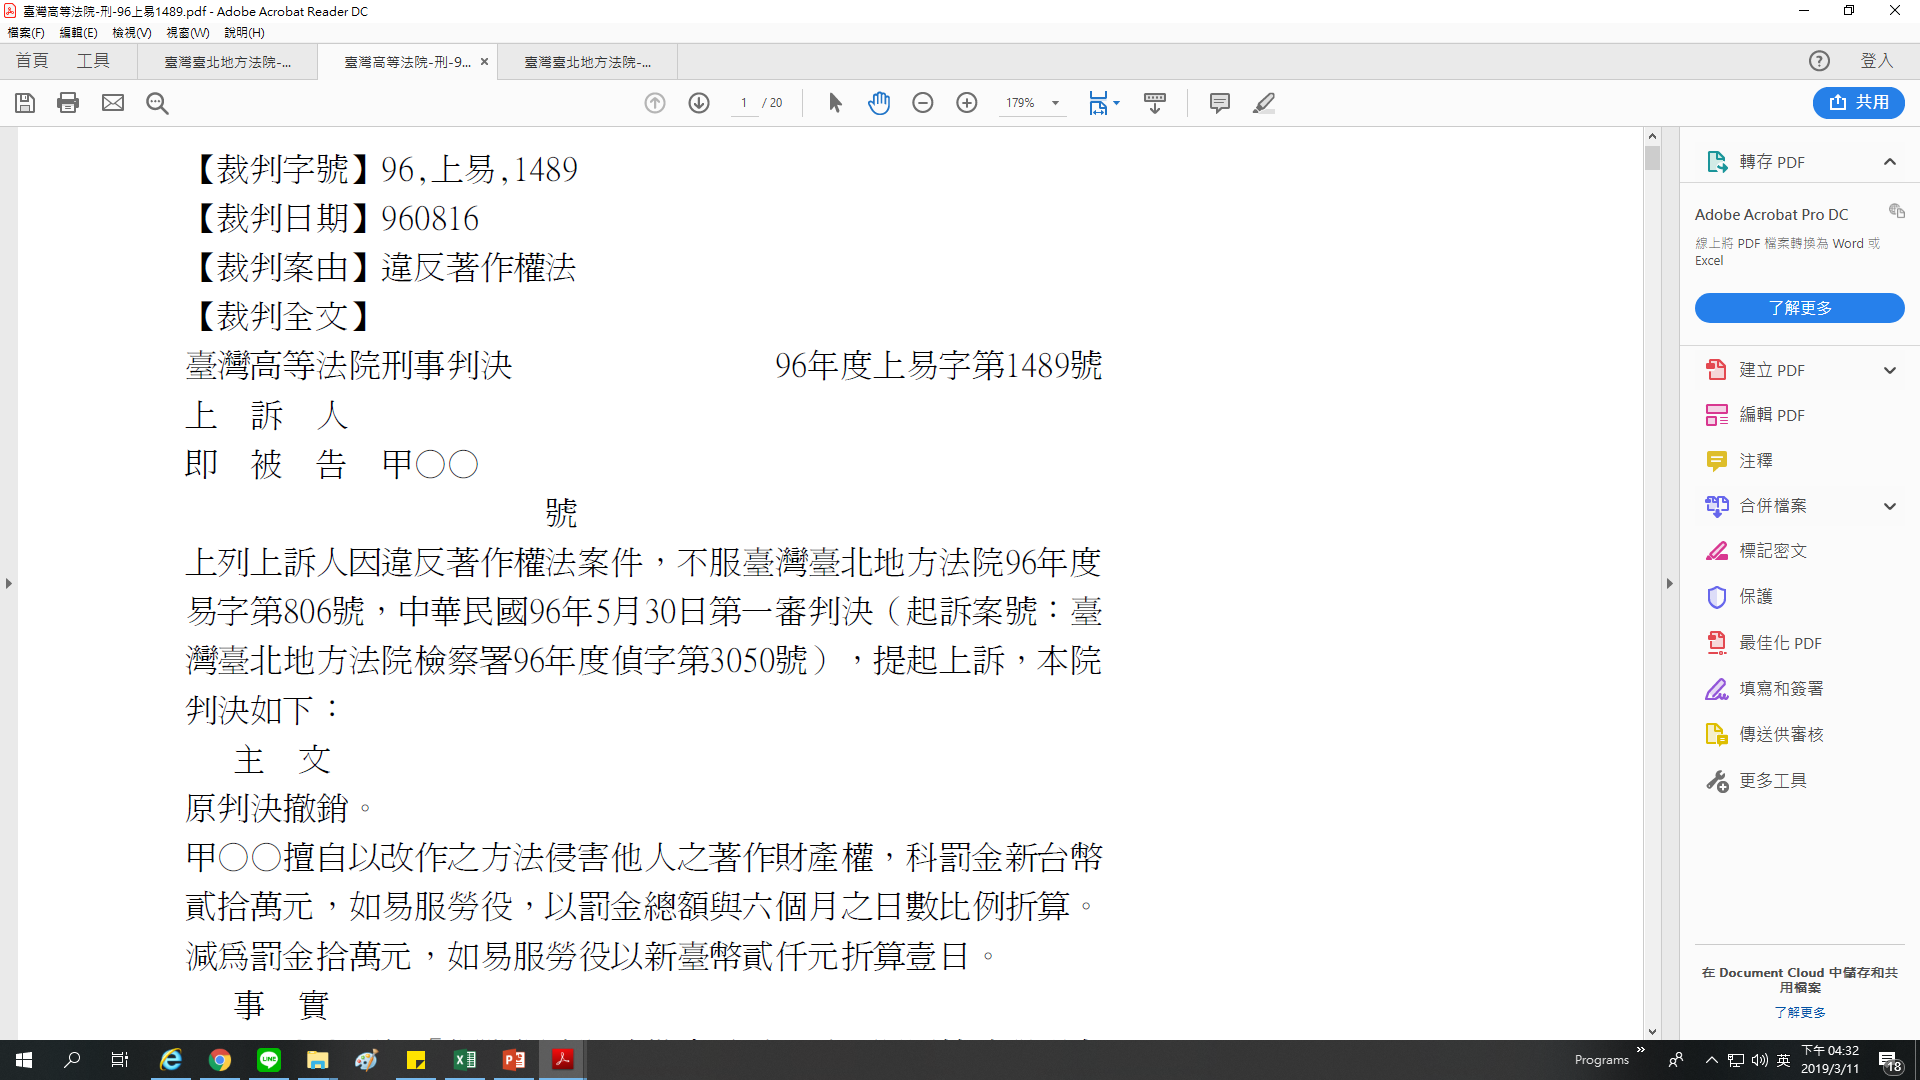 臺灣高等法院-刑-96上易1489.pdf - Adobe Acrobat Reader DC
檔案(F) 編輯(E) 檢視(V) 視窗(W) 說明(H)
首頁 工具 臺灣臺北地方法院-... 臺灣高等法院-刑-9... 臺灣臺北地方法院-... 登入
1 / 20 179% 共用
【裁判字號】96,上易,1489
【裁判日期】960816
【裁判案由】違反著作權法
【裁判全文】
臺灣高等法院刑事判決 96年度上易字第1489號
上 訴 人
即 被 告 甲○○
號
上列上訴人因違反著作權法案件，不服臺灣臺北地方法院96年度
易字第806號，中華民國96年5月30日第一審判決（起訴案號：臺
灣臺北地方法院檢察署96年度偵字第3050號），提起上訴，本院
判決如下：
主 文
原判決撤銷。
甲○○擅自以改作之方法侵害他人之著作財產權，科罰金新台幣
貳拾萬元，如易服勞役，以罰金總額與六個月之日數比例折算。
減為罰金拾萬元，如易服勞役以新臺幣貳仟元折算壹日。
事 實
轉存 PDF
Adobe Acrobat Pro DC
線上將 PDF 檔案轉換為 Word 或
Excel
了解更多
建立 PDF
編輯 PDF
注釋
合併檔案
標記密文
保護
最佳化 PDF
填寫和簽署
傳送供審核
更多工具
在 Document Cloud 中儲存和共
用檔案
了解更多
Programs 英 下午 04:32
2019/3/11 18